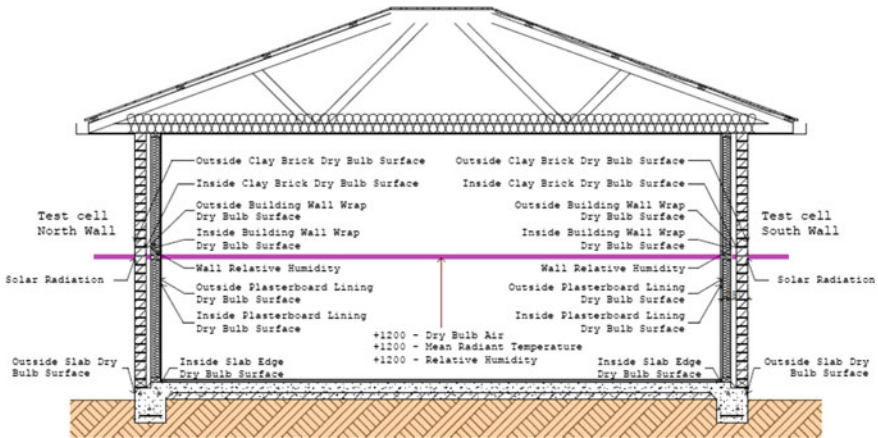 Outside Clay Brick Dry Bulb Surface
Inside Clay Brick Dry Bulb Surface
Outside Building Wall Wrap
Dry Bulb Surface
Inside Building Wall Wrap
Dry Bulb Surface
Wall Relative Humidity
Outside Plasterboard Lining
Dry Bulb Surface
Inside Plasterboard Lining
Dry Bulb Surface
Test cell
North Wall
Solar Radiation
Outside Slab Dry
Bulb Surface
Inside Slab Edge
Dry Bulb Surface
+1200 - Dry Bulb Air
+1200 - Mean Radiant Temperature
+1200 - Relative Humidity
Outside Clay Brick Dry Bulb Surface
Inside Clay Brick Dry Bulb Surface
Outside Building Wall Wrap
Dry Bulb Surface
Inside Building Wall Wrap
Dry Bulb Surface
Wall Relative Humidity
Outside Plasterboard Lining
Dry Bulb Surface
Inside Plasterboard Lining
Dry Bulb Surface
Test cell
South Wall
Solar Radiation
Inside Slab Edge
Dry Bulb Surface
Outside Slab Dry
Bulb Surface